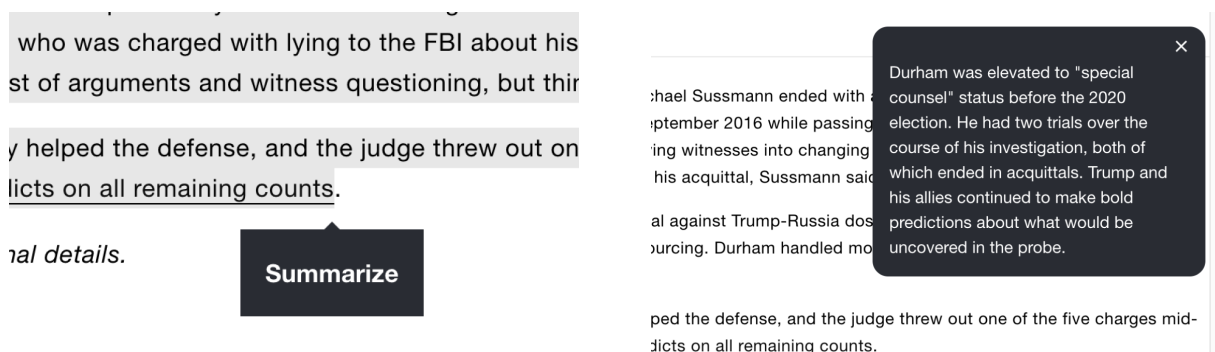 who was charged with lying to the FBI about his
st of arguments and witness questioning, but
y helped the defense, and the judge threw out on
dicts on all remaining counts.
nal details.
Summarize
×
Durham was elevated to "special
counsel" status before the 2020
election. He had two trials over the
course of his investigation, both of
which ended in acquittals. Trump and
his allies continued to make bold
predictions about what would be
uncovered in the probe.
chael Sussmann ended with
eptember 2016 while passing
ying witnesses into changing
his acquittal, Sussmann said
al against Trump-Russia dos
ourcing. Durham handled mo
ped the defense, and the judge threw out one of the five charges mid-
dicts on all remaining counts.